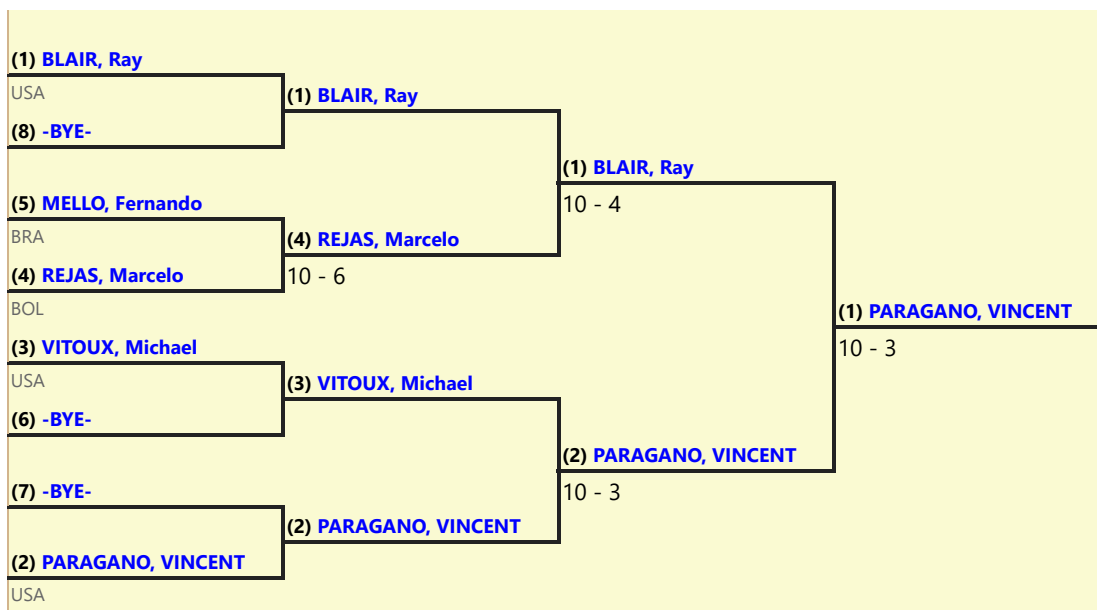 (1) BLAIR, Ray
USA
(8) -BYE-
(5) MELLO, Fernando
BRA
(4) REJAS, Marcelo
BOL
(3) VITOUX, Michael
USA
(6) -BYE-
(7) -BYE-
(2) PARAGANO, VINCENT
USA
(1) BLAIR, Ray
(4) REJAS, Marcelo
10 - 6
(3) VITOUX, Michael
(2) PARAGANO, VINCENT
(1) BLAIR, Ray
10 - 4
(2) PARAGANO, VINCENT
10 - 3
(1) PARAGANO, VINCENT
10 - 3